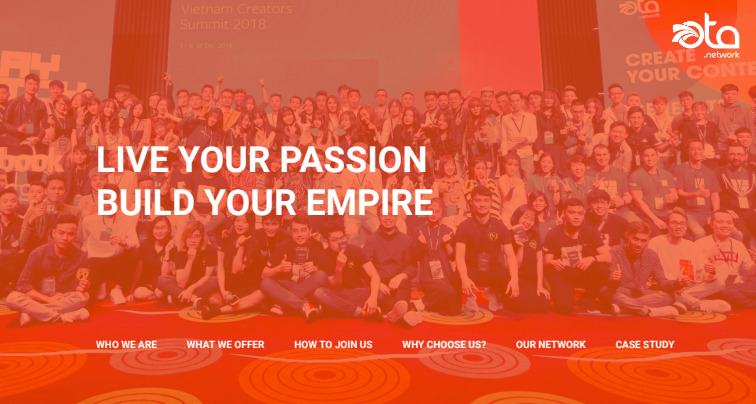 Vietnam Creators
Summit 2018
ata
.network
CREATE
YOUR CONTE
LIVE YOUR PASSION
BUILD YOUR EMPIRE
WHO WE ARE
WHAT WE OFFER
HOW TO JOIN US
WHY CHOOSE US?
OUR NETWORK
CASE STUDY